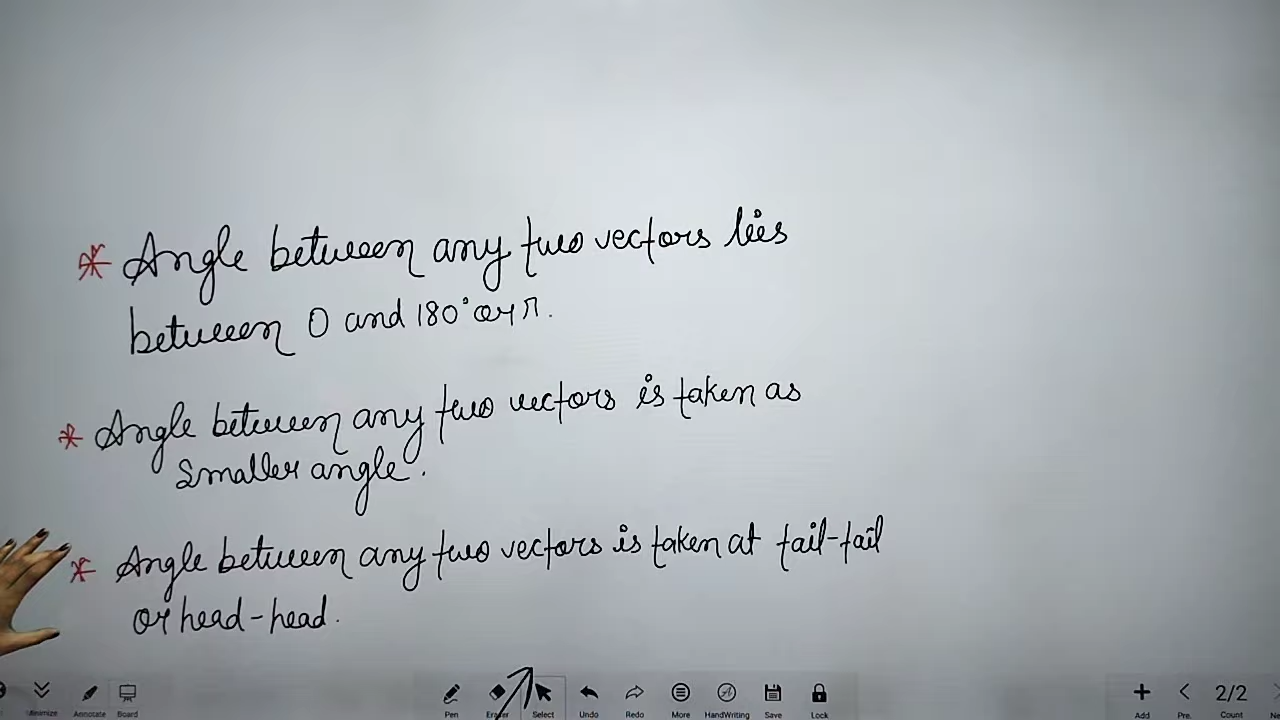 * Angle between any two vectors lies
between 0 and 180° or π.
* Angle between any two vectors is taken as
smaller angle.
* Angle between any two vectors is taken at tail-tail
or head-head.
Minimize Annotate Board Pen Eraser Select Undo Redo More HandWriting Save Lock Add Pre. 2/2 Count